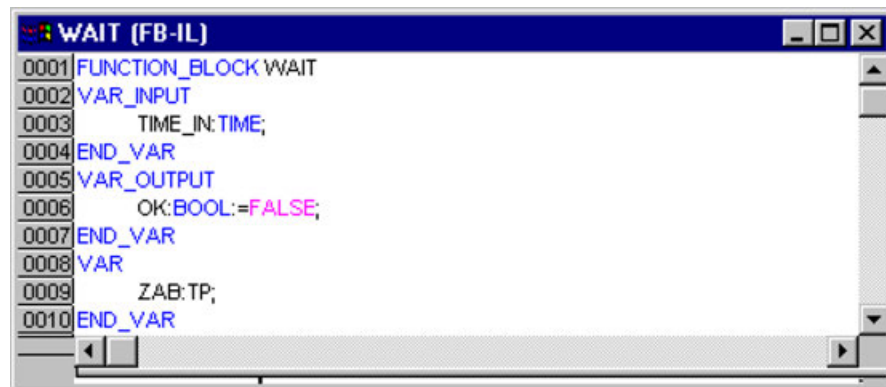 WAIT (FB-IL)
0001 FUNCTION_BLOCK WAIT
0002 VAR_INPUT
0003 TIME_IN:TIME;
0004 END_VAR
0005 VAR_OUTPUT
0006 OK:BOOL:=FALSE;
0007 END_VAR
0008 VAR
0009 ZAB:TP;
0010 END_VAR